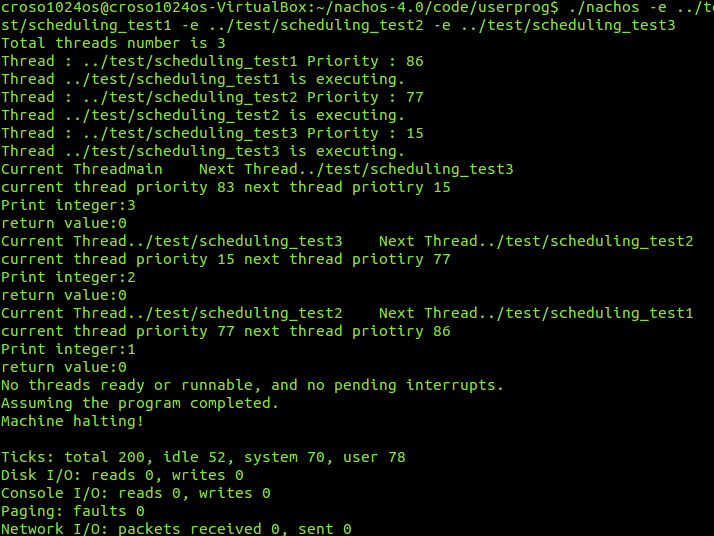 croso1024os@croso1024os-VirtualBox:~/nachos-4.0/code/userprog$ ./nachos -e ../te
st/scheduling_test1 -e ../test/scheduling_test2 -e ../test/scheduling_test3
Total threads number is 3
Thread : ../test/scheduling_test1 Priority : 86
Thread ../test/scheduling_test1 is executing.
Thread : ../test/scheduling_test2 Priority : 77
Thread ../test/scheduling_test2 is executing.
Thread : ../test/scheduling_test3 Priority : 15
Thread ../test/scheduling_test3 is executing.
Current Threadmain    Next Thread../test/scheduling_test3
current thread priority 83 next thread priotiry 15
Print integer:3
return value:0
Current Thread../test/scheduling_test3    Next Thread../test/scheduling_test2
current thread priority 15 next thread priotiry 77
Print integer:2
return value:0
Current Thread../test/scheduling_test2    Next Thread../test/scheduling_test1
current thread priority 77 next thread priotiry 86
Print integer:1
return value:0
No threads ready or runnable, and no pending interrupts.
Assuming the program completed.
Machine halting!
Ticks: total 200, idle 52, system 70, user 78
Disk I/O: reads 0, writes 0
Console I/O: reads 0, writes 0
Paging: faults 0
Network I/O: packets received 0, sent 0